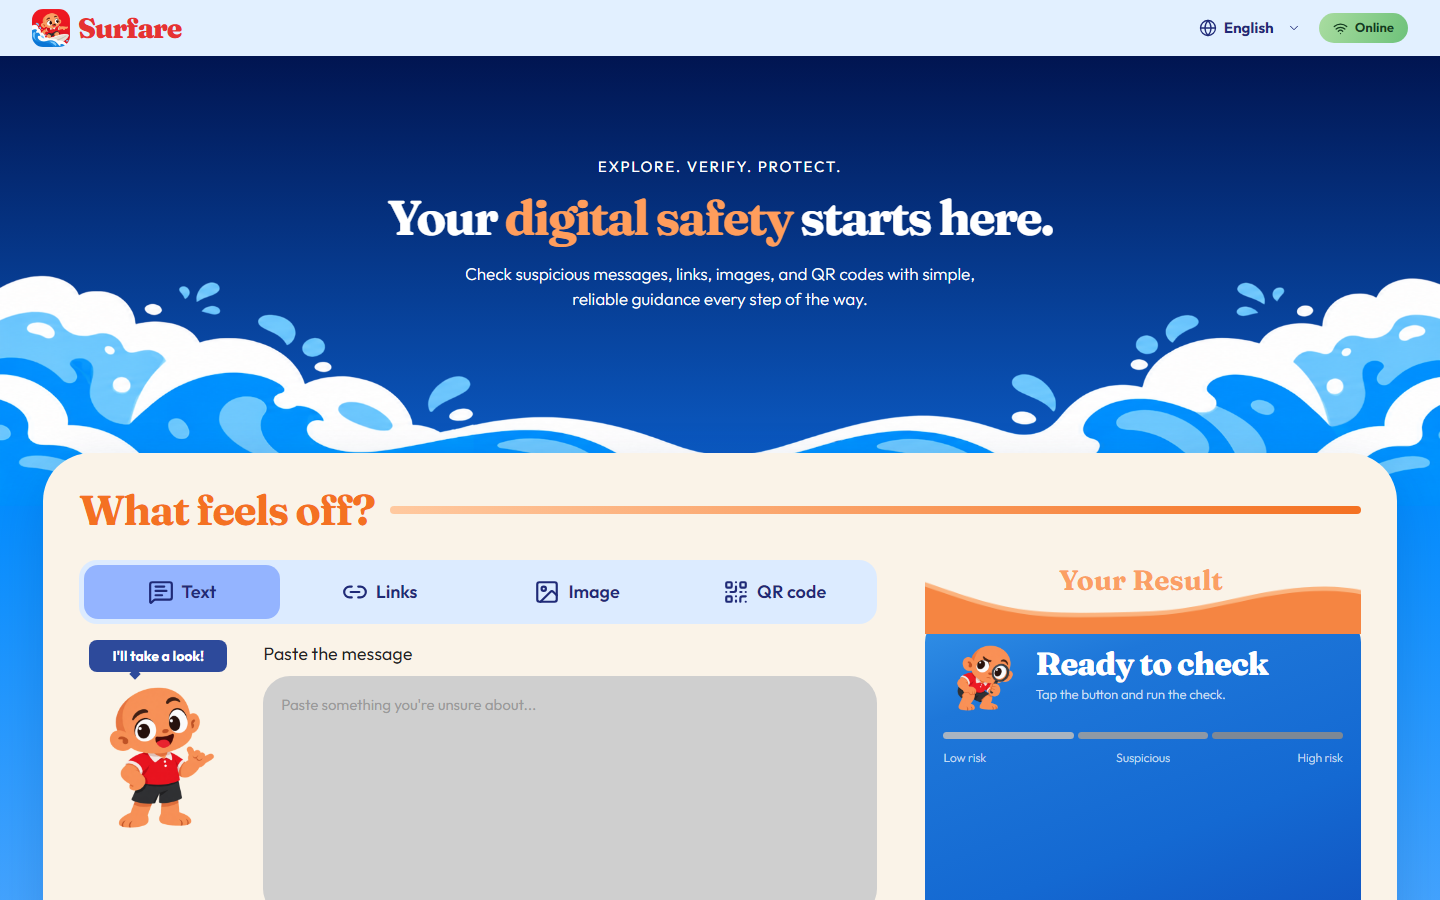 Surfare
English
Online
EXPLORE. VERIFY. PROTECT.
Your digital safety starts here.
Check suspicious messages, links, images, and QR codes with simple,
reliable guidance every step of the way.
What feels off?
Text
Links
Image
QR code
I'll take a look!
Paste the message
Paste something you're unsure about...
Your Result
Ready to check
Tap the button and run the check.
Low risk
Suspicious
High risk